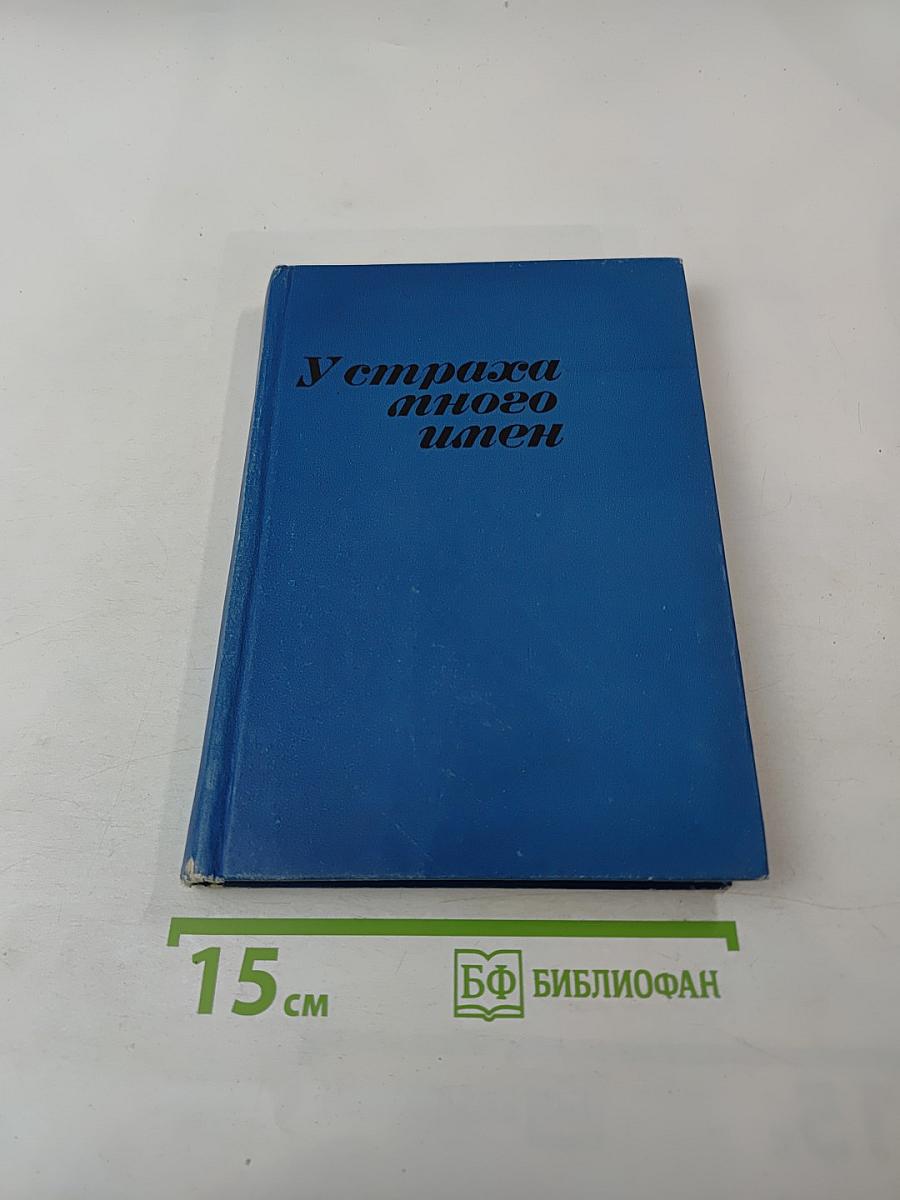 У страха
много
имен
15 см
БФ БИБЛИОФАН